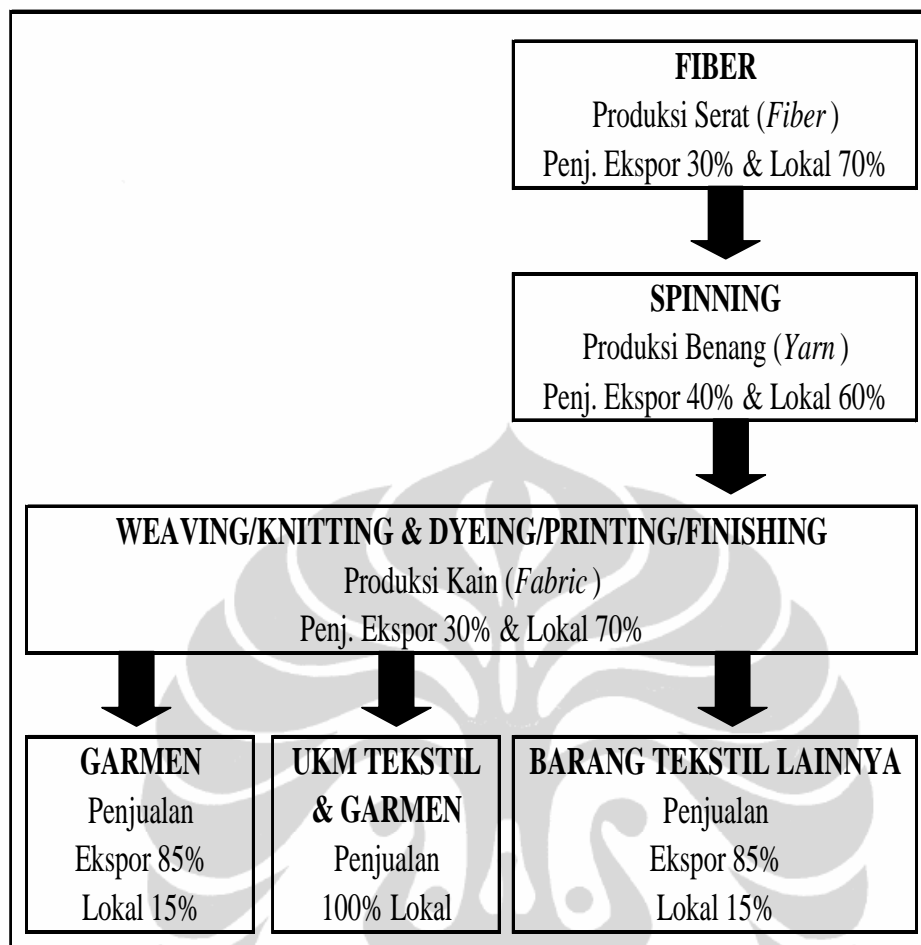 FIBER
Produksi Serat (Fiber)
Penj. Ekspor 30% & Lokal 70%
SPINNING
Produksi Benang (Yarn)
Penj. Ekspor 40% & Lokal 60%
WEAVING/KNITTING & DYEING/PRINTING/FINISHING
Produksi Kain (Fabric)
Penj. Ekspor 30% & Lokal 70%
GARMEN
Penjualan
Ekspor 85%
Lokal 15%
UKM TEKSTIL
& GARMEN
Penjualan
100% Lokal
BARANG TEKSTIL LAINNYA
Penjualan
Ekspor 85%
Lokal 15%